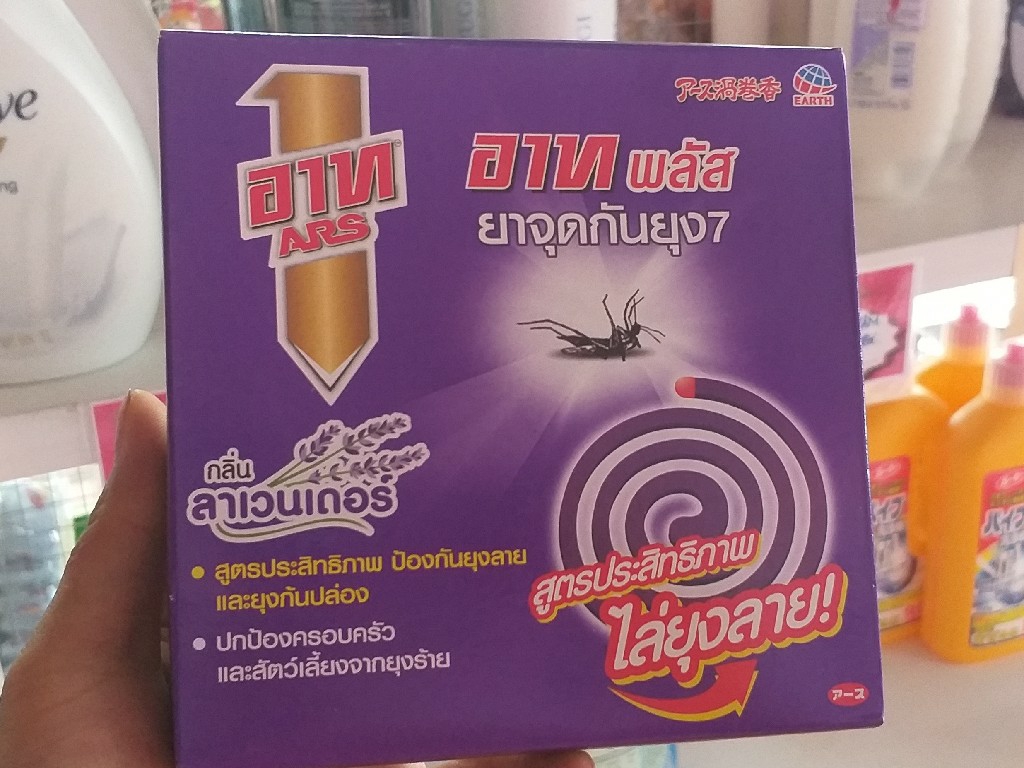 ve
ng
1
อาท
ARS
アース渦巻香
EARTH
อาท พลัส
ยาจุดกันยุง7
กลิ่น
ลาเวนเดอร์
• สูตรประสิทธิภาพ ป้องกันยุงลาย
และยุงก้นปล่อง
• ปกป้องครอบครัว
และสัตว์เลี้ยงจากยุงร้าย
สูตรประสิทธิภาพ
ไล่ยุงลาย!
アース